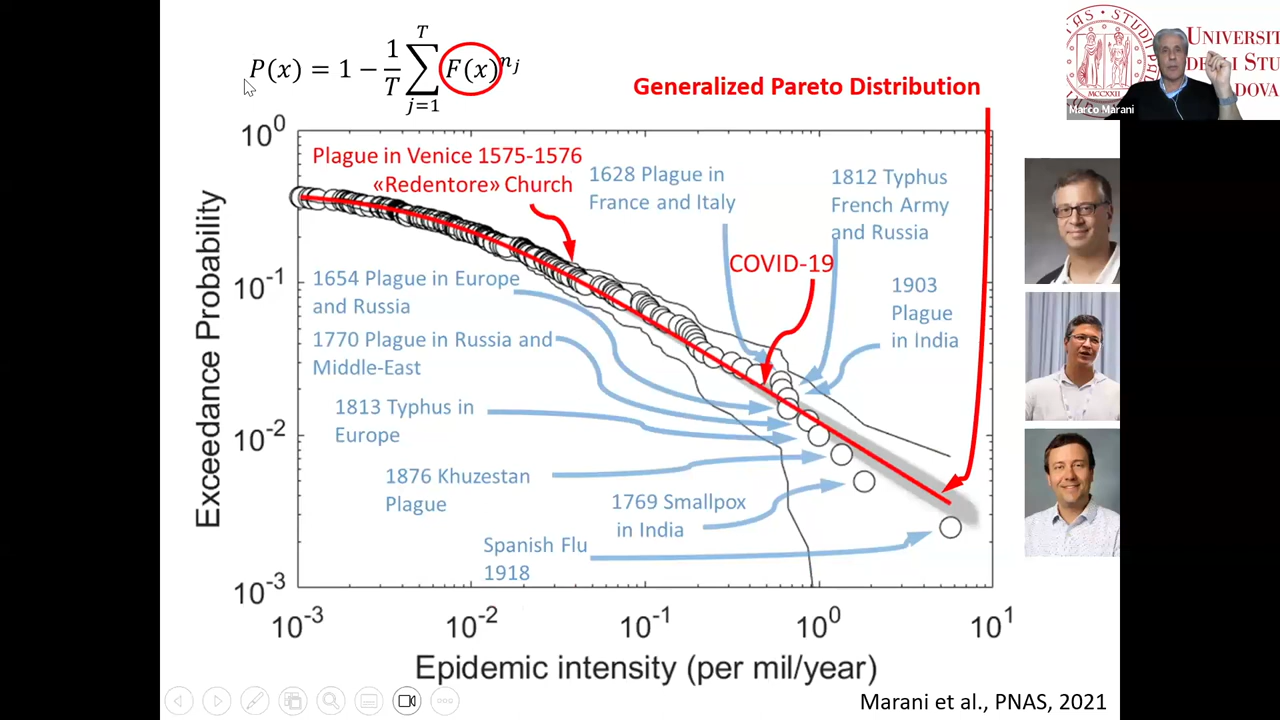 P(x) = 1 − 1/T ∑ j=1 T F(x)^nj
UNIVERSIT
DEGLI STU
DOVA
MCCXXII
Marco Marani
Generalized Pareto Distribution
10^0
10^-1
10^-2
10^-3
Exceedance Probability
Plague in Venice 1575-1576
«Redentore» Church
1628 Plague in
France and Italy
1812 Typhus
French Army
and Russia
COVID-19
1654 Plague in Europe
and Russia
1903
Plague
in India
1770 Plague in Russia and
Middle-East
1813 Typhus in
Europe
1876 Khuzestan
Plague
1769 Smallpox
in India
Spanish Flu
1918
10^-3
10^-2
10^-1
10^0
10^1
Epidemic intensity (per mil/year)
Marani et al., PNAS, 2021